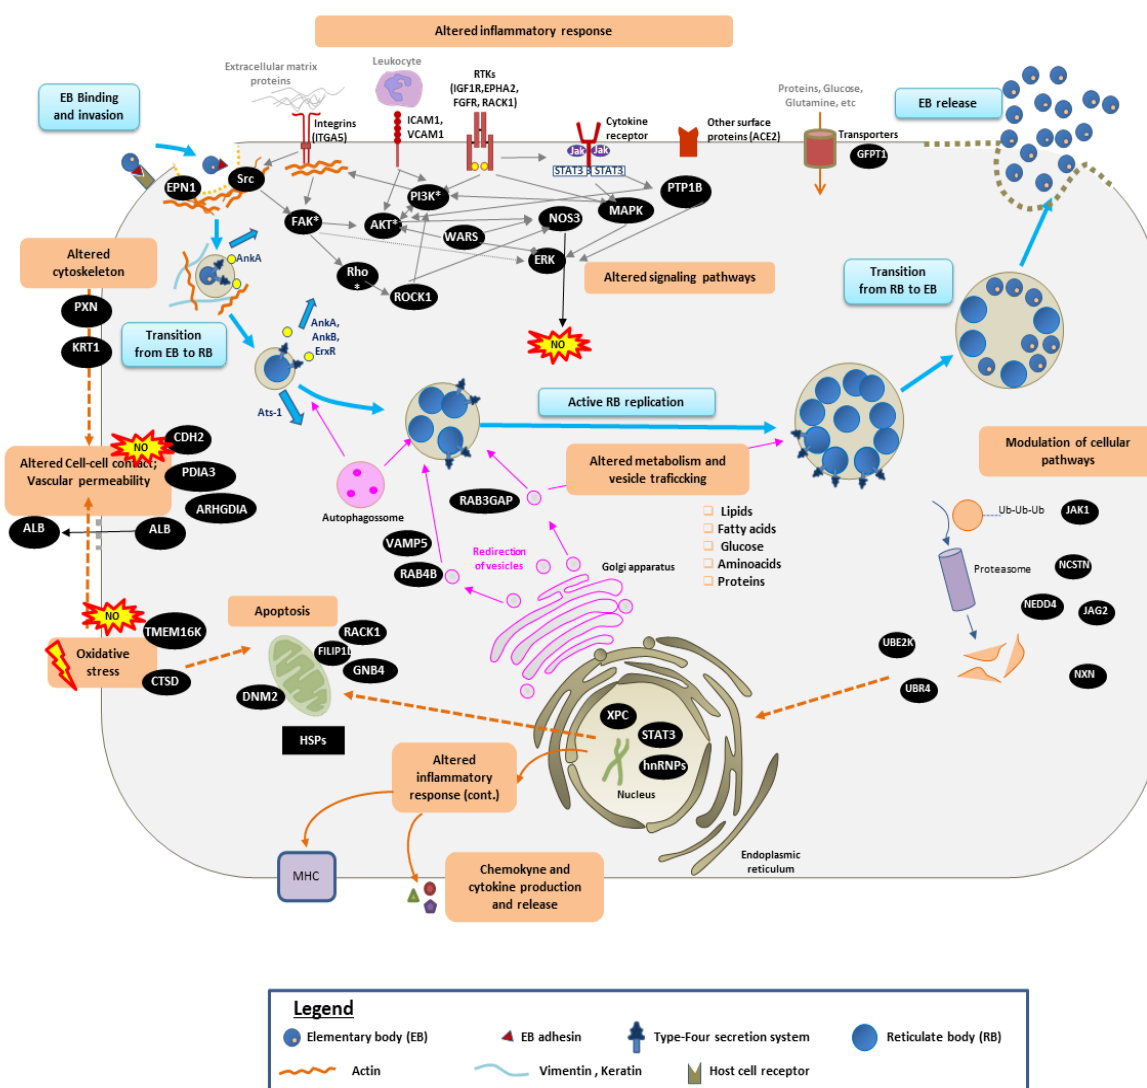 Altered inflammatory response
Extracellular matrix
proteins
Leukocyte
RTKs
(IGF1R,EPHA2,
FGFR, RACK1)
EB Binding
and invasion
Integrins
(ITGA5)
ICAM1,
VCAM1
Cytokine
receptor
Other surface
proteins (ACE2)
Proteins, Glucose,
Glutamine, etc
Transporters
GFPT1
EB release
Jak
Jak
STAT3
STAT3
EPN1
Src
PI3K*
PTP1B
FAK*
AKT*
NOS3
MAPK
WARS
ERK
Rho
*
ROCK1
Altered signaling pathways
NO
Altered
cytoskeleton
PXN
KRT1
AnkA
Transition
from EB to RB
AnkA,
AnkB,
ErxR
Ats-1
Transition
from RB to EB
Active RB replication
NO
CDH2
Altered Cell-cell contact;
Vascular permeability
PDIA3
ARHGDIA
ALB
ALB
Autophagossome
RAB3GAP
VAMP5
RAB4B
Redirection
of vesicles
Golgi apparatus
Altered metabolism and
vesicle traficcking
Lipids
Fatty acids
Glucose
Aminoacids
Proteins
Modulation of cellular
pathways
Ub-Ub-Ub
JAK1
Proteasome
NCSTN
NEDD4
JAG2
UBE2K
UBR4
NXN
NO
TMEM16K
Oxidative
stress
CTSD
Apoptosis
RACK1
FILIP1L
GNB4
DNM2
HSPs
XPC
STAT3
hnRNPs
Nucleus
Altered
inflammatory
response (cont.)
Endoplasmic
reticulum
MHC
Chemokyne and
cytokine production
and release
Legend
Elementary body (EB)
EB adhesin
Type-Four secretion system
Reticulate body (RB)
Actin
Vimentin , Keratin
Host cell receptor